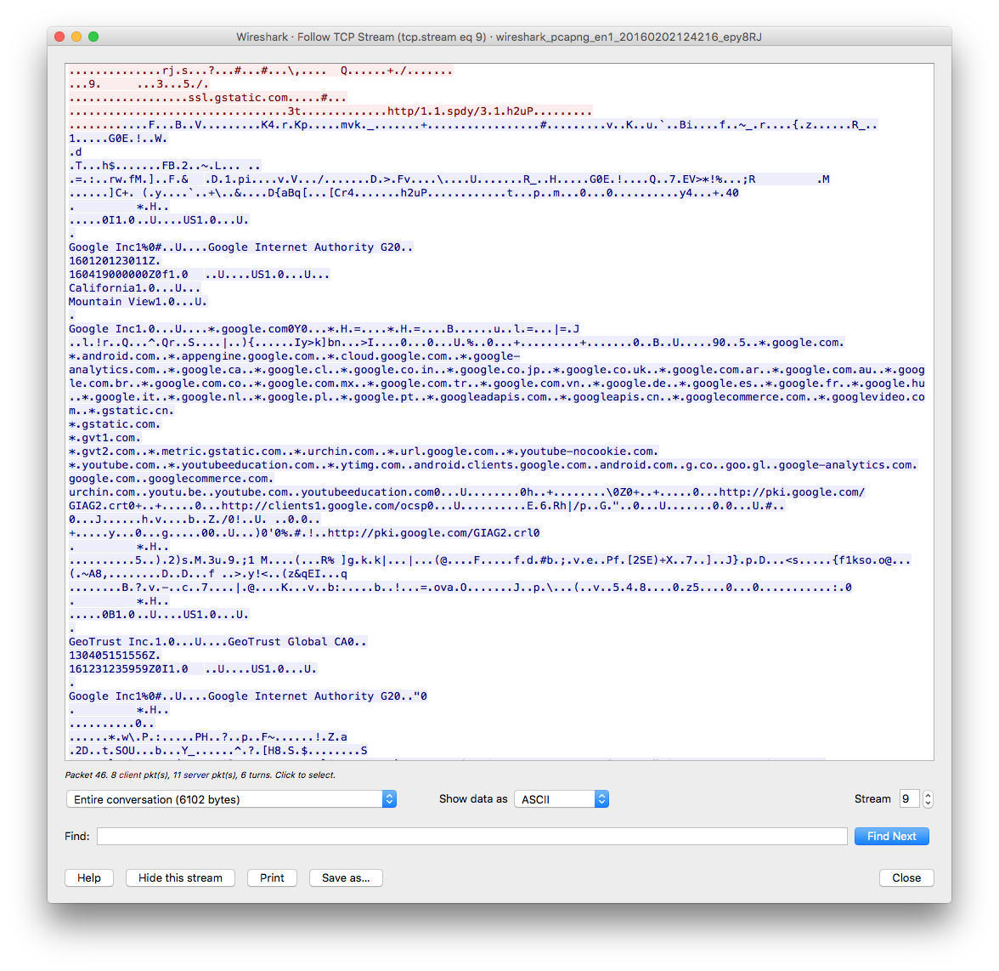 Wireshark · Follow TCP Stream (tcp.stream eq 9) · wireshark_pcapng_en1_20160202124216_epy8RJ
..............rj.s...?...#...#...\,....  Q......+./.......
...9.     ...3...5./.
..................ssl.gstatic.com.....#...
.................................3t.............http/1.1.spdy/3.1.h2uP.........
............F...B..V.........K4.r.Kp.....mvk._.......+.................#.........v..K..u.`..Bi....f..~_.r....{.z......R_..
1.....G0E.!..W.
.d
.T...h$.......FB.2..~.L... ..
.=.:..rw.fM.]..F.&  .D.1.pi....v.V.../.......D.>.Fv....\....U.......R_..H.....G0E.!....Q..7.EV>*!%...;R         .M
......]C+. (.y....`..+\..&....D{aBq[...[Cr4.......h2uP............t...p..m...0...0..........y4...+.40
.         *.H..
.....0I1.0..U....US1.0...U.
.
Google Inc1%0#..U....Google Internet Authority G20..
160120123011Z.
160419000000Z0f1.0  ..U....US1.0...U...
California1.0...U...
Mountain View1.0...U.
.
Google Inc1.0...U....*.google.com0Y0...*.H.=....*.H.=....B......u..l.=...|=.J
..l.!r..Q...^.Qr..S....|..){......Iy>k]bn...>I....0...0...U.%..0...+.........+.......0..B..U.....90..5..*.google.com.
*.android.com..*.appengine.google.com..*.cloud.google.com..*.google-
analytics.com..*.google.ca..*.google.cl..*.google.co.in..*.google.co.jp..*.google.co.uk..*.google.com.ar..*.google.com.au..*.goog
le.com.br..*.google.com.co..*.google.com.mx..*.google.com.tr..*.google.com.vn..*.google.de..*.google.es..*.google.fr..*.google.hu
..*.google.it..*.google.nl..*.google.pl..*.google.pt..*.googleadapis.com..*.googleapis.cn..*.googlecommerce.com..*.googlevideo.co
m..*.gstatic.cn.
*.gstatic.com.
*.gvt1.com.
*.gvt2.com..*.metric.gstatic.com..*.urchin.com..*.url.google.com..*.youtube-nocookie.com.
*.youtube.com..*.youtubeeducation.com..*.ytimg.com..android.clients.google.com..android.com..g.co..goo.gl..google-analytics.com.
google.com..googlecommerce.com.
urchin.com..youtu.be..youtube.com..youtubeeducation.com0...U........0h..+........\0Z0+..+.....0...http://pki.google.com/
GIAG2.crt0+..+.....0...http://clients1.google.com/ocsp0...U..........E.6.Rh|/p..G."..0...U.......0.0...U.#..
0...J......h.v....b..Z./0!..U. ..0.0..
+.....y...0...g.....00..U...)0'0%.#.!..http://pki.google.com/GIAG2.crl0
.         *.H..
..........5..).2)s.M.3u.9.;1 M....(...R% ]g.k.k|...|...(@....F.....f.d.#b.;.v.e..Pf.[2SE)+X..7..]..J}.p.D...<s.....{f1kso.o@...
(.~A8,........D..D...f ..>.y!<..(z&qEI...q
........B.?.v.-..c..7....|.@....K...v..b:.....b..!...=.ova.O.......J..p.\...(..v..5.4.8....0.z5....0...0...........:.0
.         *.H..
.....0B1.0..U....US1.0...U.
.
GeoTrust Inc.1.0...U....GeoTrust Global CA0..
130405151556Z.
161231235959Z0I1.0  ..U....US1.0...U.
.
Google Inc1%0#..U....Google Internet Authority G20.."0
.         *.H..
..........0..
......*.w\.P.:.....PH..?..p..F~......!.Z.a
.2D..t.SOU...b...Y_......^.?.[H8.S.$........S
Packet 46. 8 client pkt(s), 11 server pkt(s), 6 turns. Click to select.
Entire conversation (6102 bytes) Show data as ASCII Stream 9
Find: Find Next
Help Hide this stream Print Save as... Close